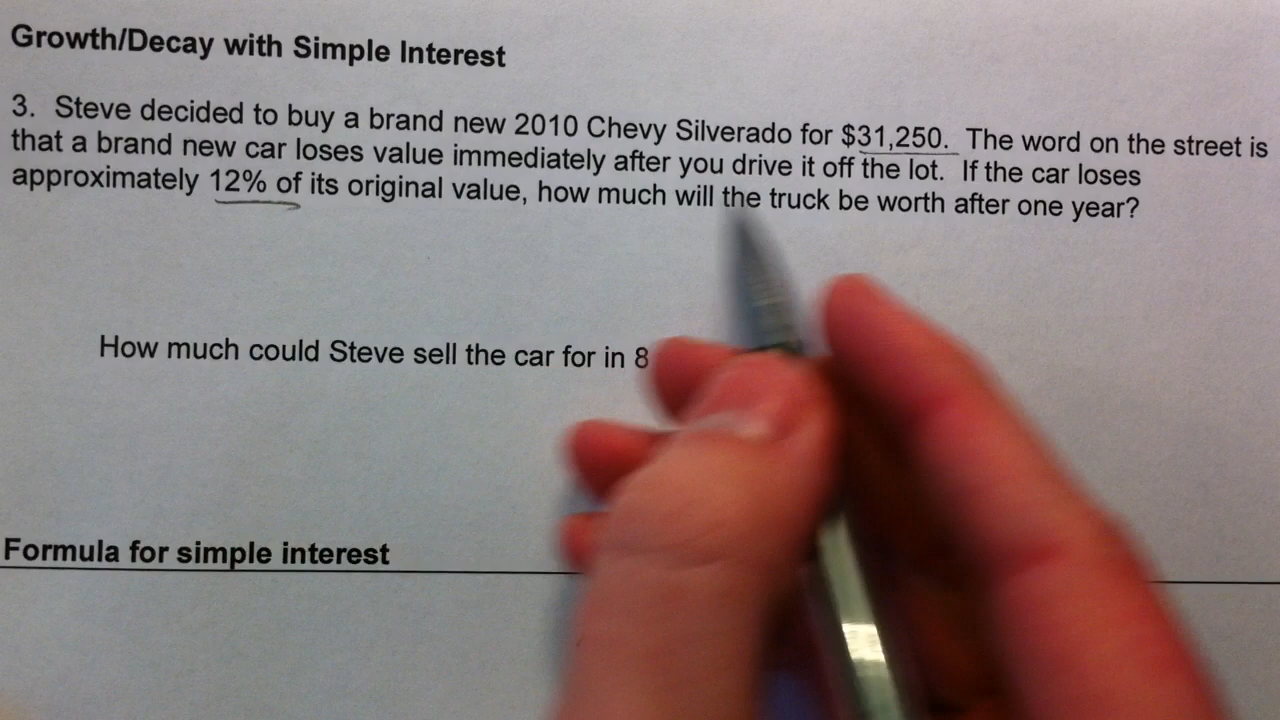 Growth/Decay with Simple Interest
3. Steve decided to buy a brand new 2010 Chevy Silverado for $31,250. The word on the street is
that a brand new car loses value immediately after you drive it off the lot. If the car loses
approximately 12% of its original value, how much will the truck be worth after one year?
How much could Steve sell the car for in 8
Formula for simple interest